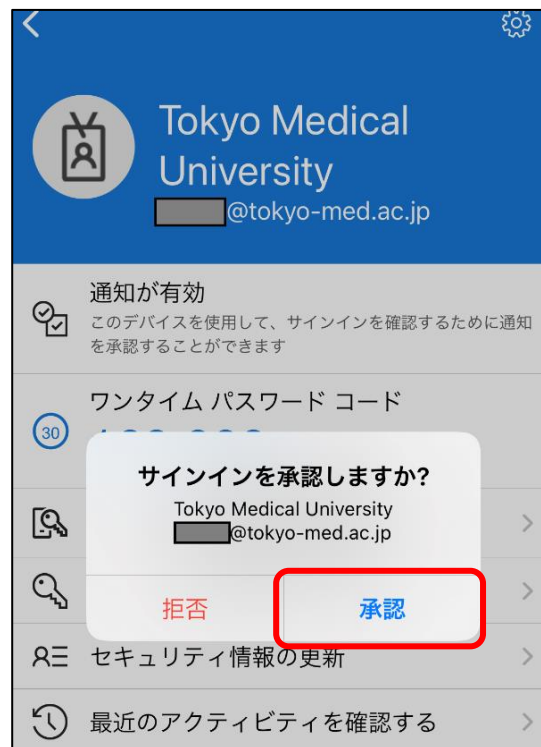 Tokyo Medical
University
@tokyo-med.ac.jp
通知が有効
このデバイスを使用して、サインインを確認するために通知
を承認することができます
ワンタイム パスワード コード
30
サインインを承認しますか?
Tokyo Medical University
@tokyo-med.ac.jp
拒否
承認
セキュリティ情報の更新
最近のアクティビティを確認する